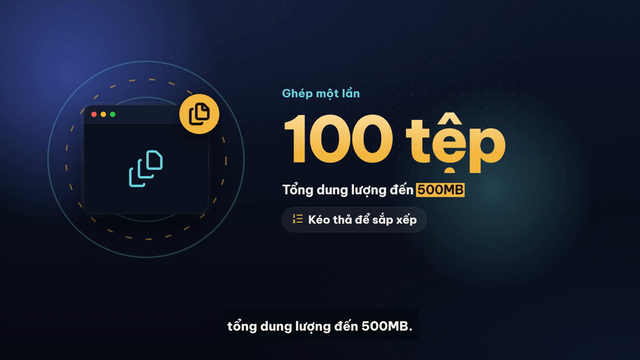 Ghép một lần
100 tệp
Tổng dung lượng đến 500MB
Kéo thả để sắp xếp
tổng dung lượng đến 500MB.